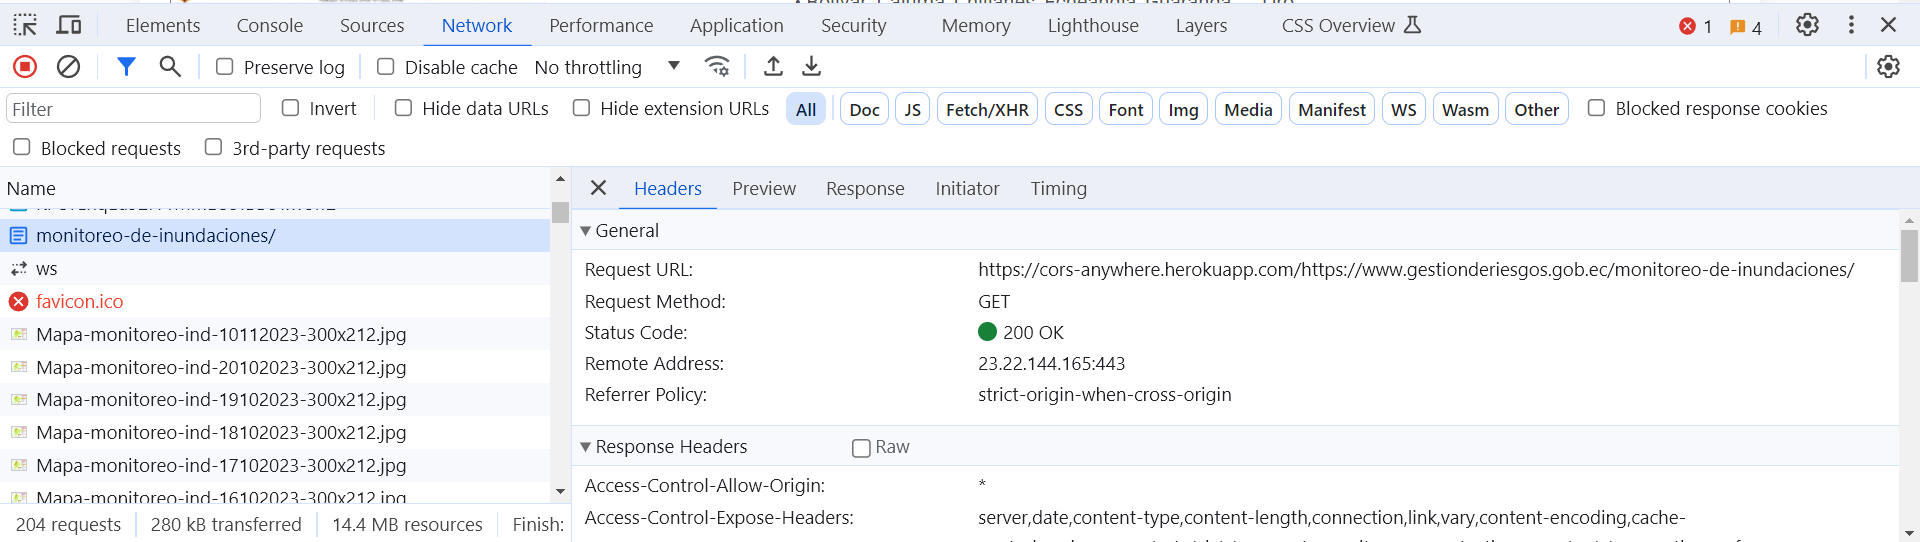 Elements Console Sources Network Performance Application Security Memory Lighthouse Layers CSS Overview 1 4
Preserve log Disable cache No throttling
Filter Invert Hide data URLs Hide extension URLs All Doc JS Fetch/XHR CSS Font Img Media Manifest WS Wasm Other Blocked response cookies
Blocked requests 3rd-party requests
Name
Headers Preview Response Initiator Timing
monitoreo-de-inundaciones/
ws
favicon.ico
Mapa-monitoreo-ind-10112023-300x212.jpg
Mapa-monitoreo-ind-20102023-300x212.jpg
Mapa-monitoreo-ind-19102023-300x212.jpg
Mapa-monitoreo-ind-18102023-300x212.jpg
Mapa-monitoreo-ind-17102023-300x212.jpg
Mapa-monitoreo-ind-16102023-300x212.jpg
204 requests 280 kB transferred 14.4 MB resources Finish:
General
Request URL: https://cors-anywhere.herokuapp.com/https://www.gestionderiesgos.gob.ec/monitoreo-de-inundaciones/
Request Method: GET
Status Code: 200 OK
Remote Address: 23.22.144.165:443
Referrer Policy: strict-origin-when-cross-origin
Response Headers Raw
Access-Control-Allow-Origin: *
Access-Control-Expose-Headers: server,date,content-type,content-length,connection,link,vary,content-encoding,cache-